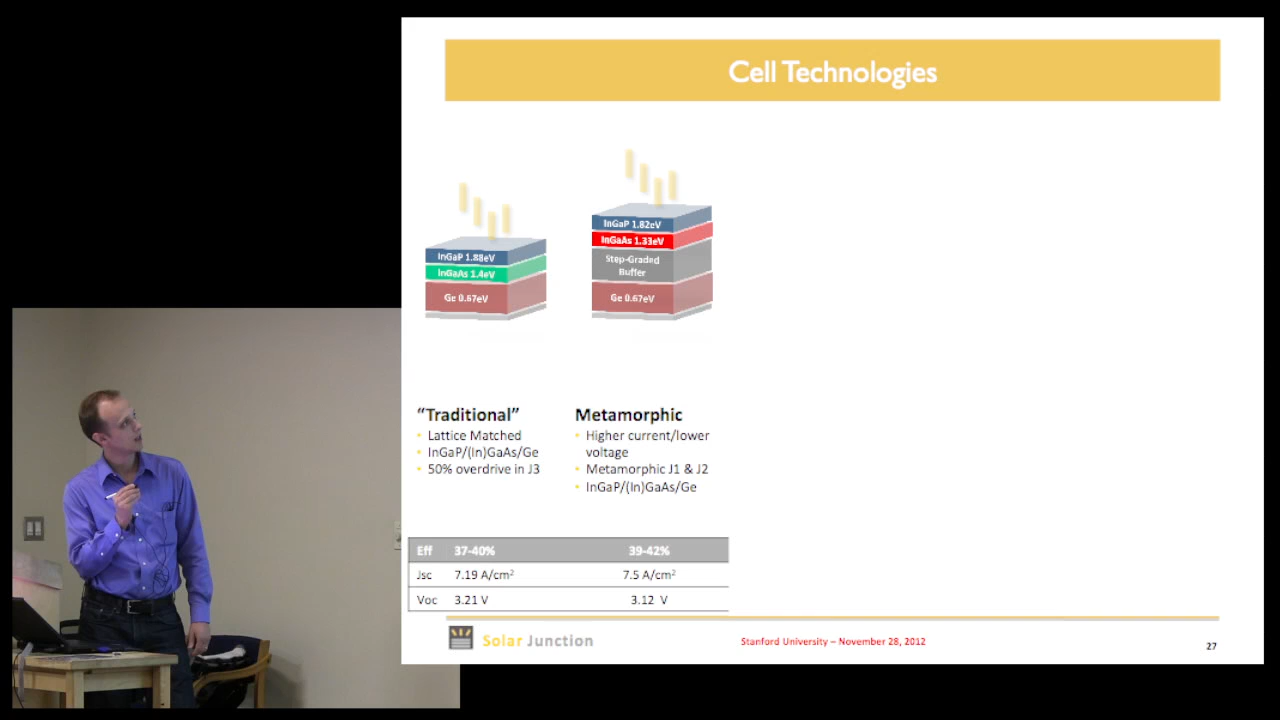 Cell Technologies
InGaP 1.88eV
InGaAs 1.4eV
Ge 0.67eV
InGaP 1.82eV
InGaAs 1.33eV
Step-Graded
Buffer
Ge 0.67eV
“Traditional”
• Lattice Matched
• InGaP/(In)GaAs/Ge
• 50% overdrive in J3
Metamorphic
• Higher current/lower
voltage
• Metamorphic J1 & J2
• InGaP/(In)GaAs/Ge
Eff 37-40% 39-42%
Jsc 7.19 A/cm² 7.5 A/cm²
Voc 3.21 V 3.12 V
Solar Junction
Stanford University – November 28, 2012
27